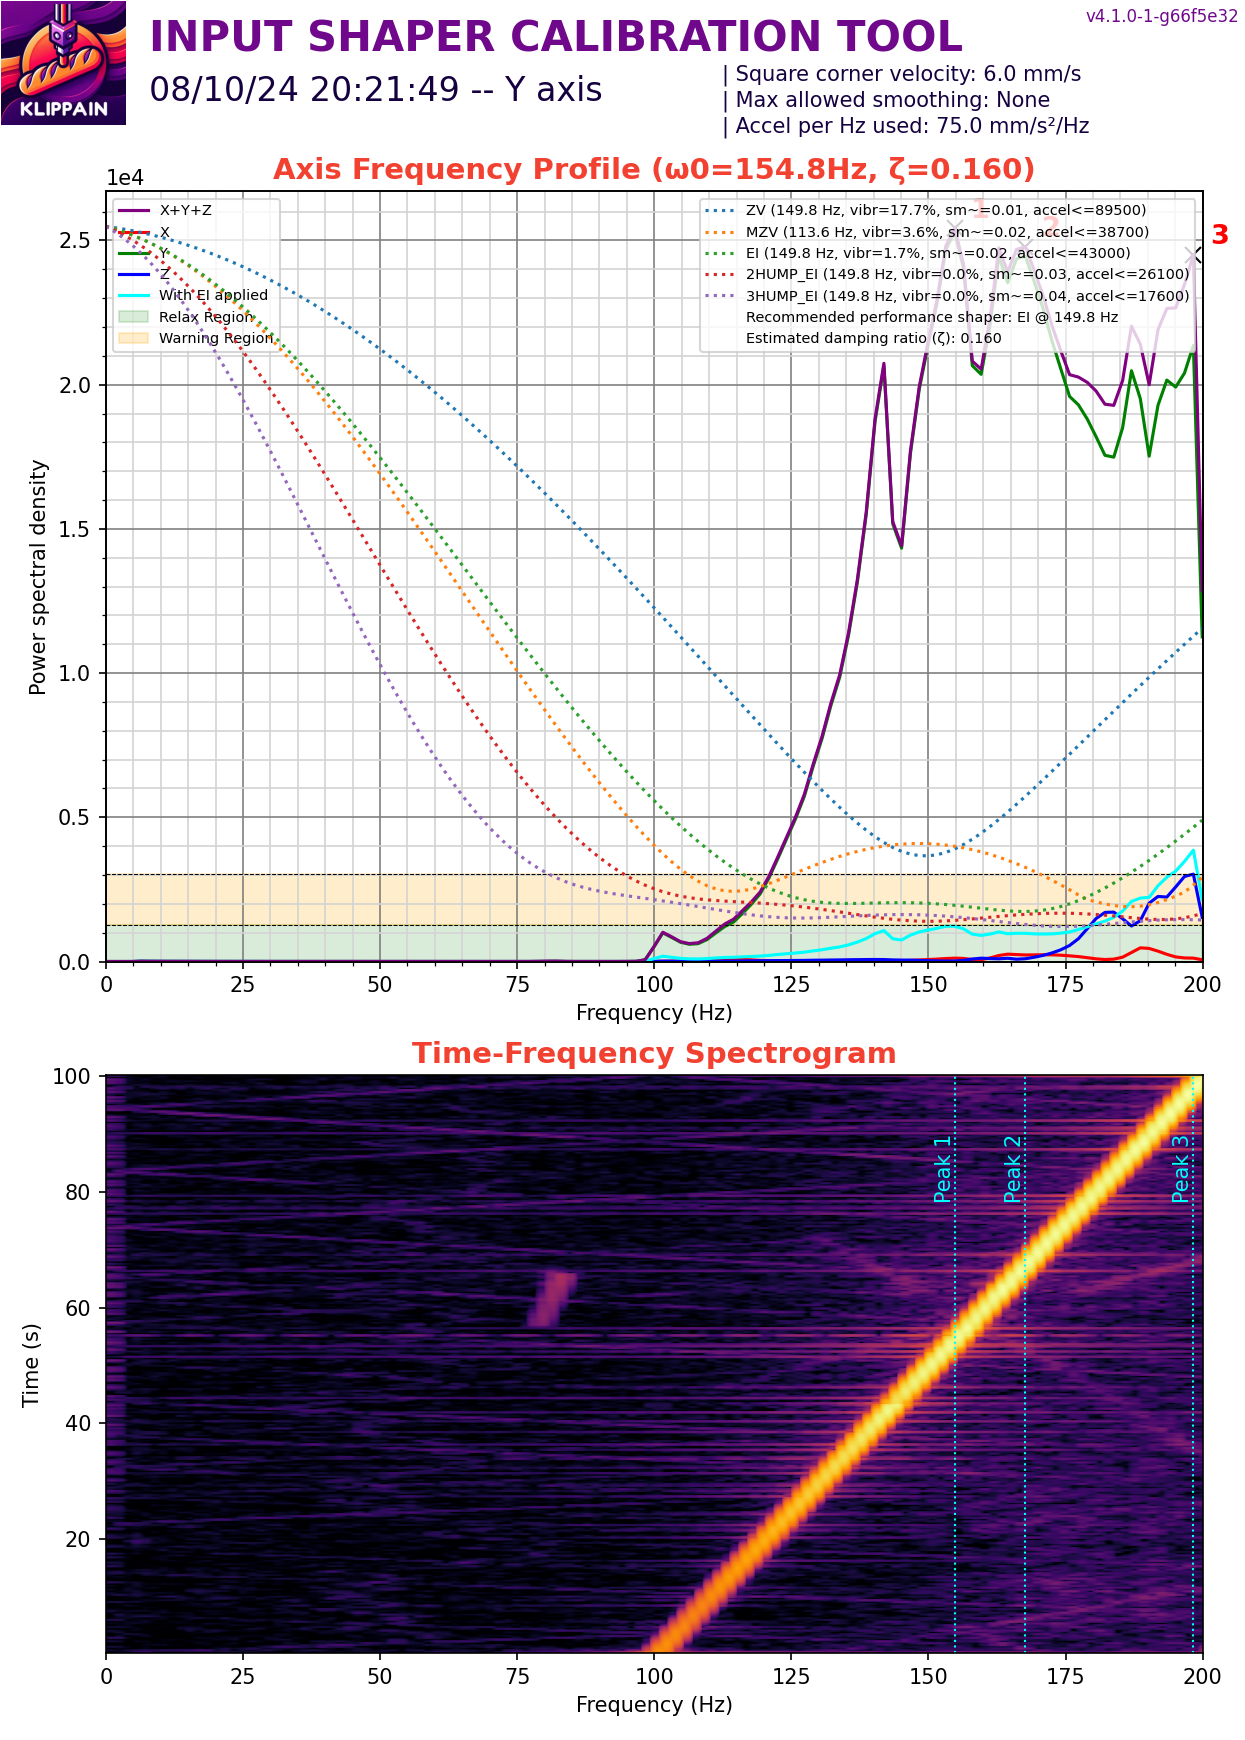 v4.1.0-1-g66f5e32
INPUT SHAPER CALIBRATION TOOL
KLIPPAIN
08/10/24 20:21:49 -- Y axis
| Square corner velocity: 6.0 mm/s
| Max allowed smoothing: None
| Accel per Hz used: 75.0 mm/s²/Hz
Axis Frequency Profile (ω0=154.8Hz, ζ=0.160)
1e4
X+Y+Z
X
Y
Z
With EI applied
Relax Region
Warning Region
ZV (149.8 Hz, vibr=17.7%, sm~=0.01, accel<=89500)
MZV (113.6 Hz, vibr=3.6%, sm~=0.02, accel<=38700)
EI (149.8 Hz, vibr=1.7%, sm~=0.02, accel<=43000)
2HUMP_EI (149.8 Hz, vibr=0.0%, sm~=0.03, accel<=26100)
3HUMP_EI (149.8 Hz, vibr=0.0%, sm~=0.04, accel<=17600)
Recommended performance shaper: EI @ 149.8 Hz
Estimated damping ratio (ζ): 0.160
1
2
3
2.5
2.0
1.5
1.0
0.5
0.0
Power spectral density
0 25 50 75 100 125 150 175 200
Frequency (Hz)
Time-Frequency Spectrogram
100
80
60
40
20
Time (s)
Peak 1
Peak 2
Peak 3
0 25 50 75 100 125 150 175 200
Frequency (Hz)